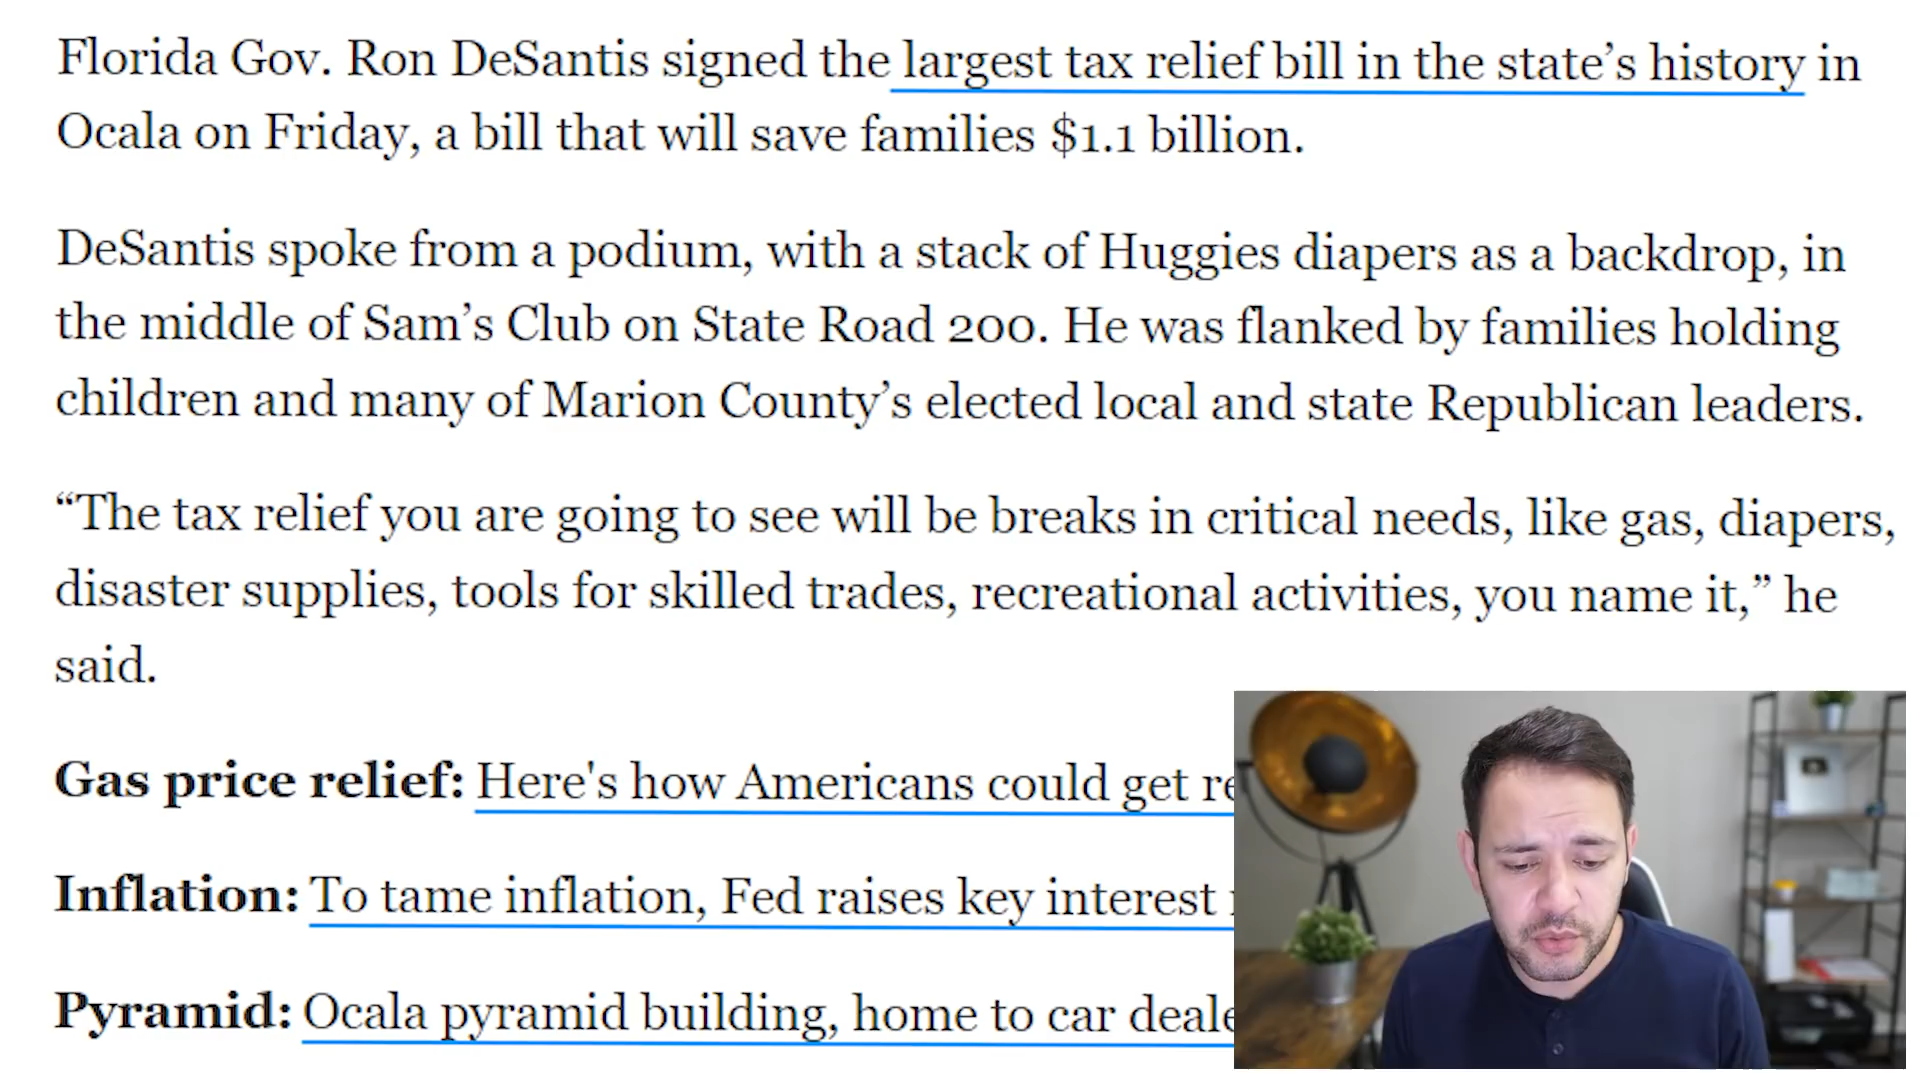 Florida Gov. Ron DeSantis signed the largest tax relief bill in the state’s history in
Ocala on Friday, a bill that will save families $1.1 billion.
DeSantis spoke from a podium, with a stack of Huggies diapers as a backdrop, in
the middle of Sam’s Club on State Road 200. He was flanked by families holding
children and many of Marion County’s elected local and state Republican leaders.
“The tax relief you are going to see will be breaks in critical needs, like gas, diapers,
disaster supplies, tools for skilled trades, recreational activities, you name it,” he
said.
Gas price relief: Here's how Americans could get re
Inflation: To tame inflation, Fed raises key interest
Pyramid: Ocala pyramid building, home to car deale